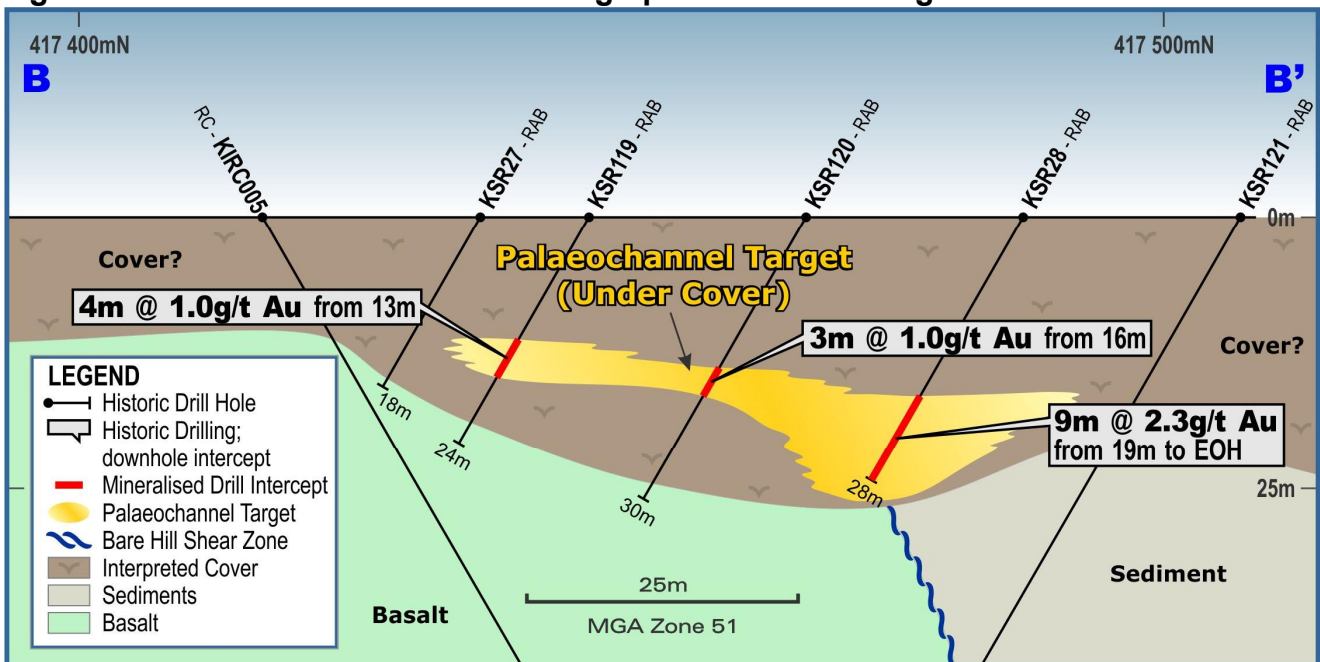 417 400mN
417 500mN
B
B'
RC - KIRC005
KSR27 - RAB
KSR119 - RAB
KSR120 - RAB
KSR28 - RAB
KSR121 - RAB
0m
Cover?
Palaeochannel Target
(Under Cover)
4m @ 1.0g/t Au from 13m
3m @ 1.0g/t Au from 16m
Cover?
9m @ 2.3g/t Au
from 19m to EOH
18m
24m
30m
28m
25m
LEGEND
Historic Drill Hole
Historic Drilling;
downhole intercept
Mineralised Drill Intercept
Palaeochannel Target
Bare Hill Shear Zone
Interpreted Cover
Sediments
Basalt
Basalt
25m
MGA Zone 51
Sediment